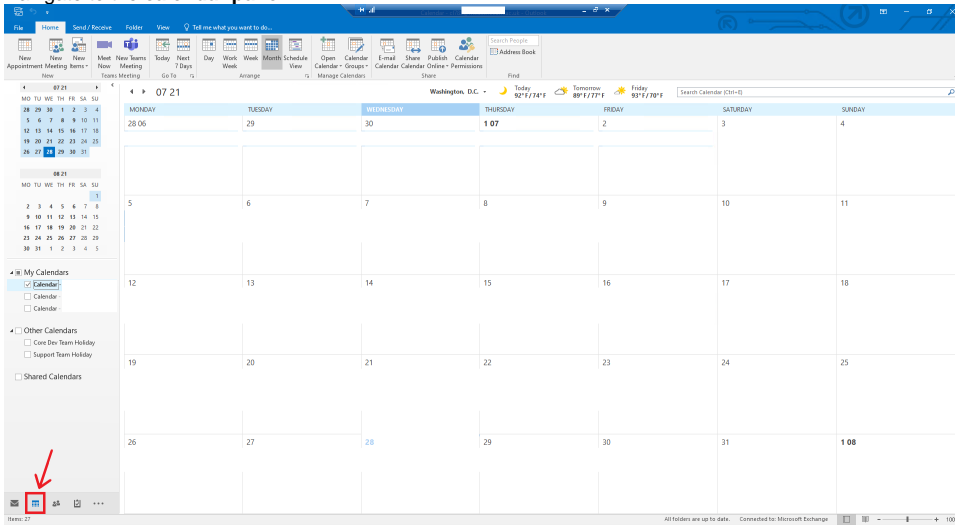 File Home Send / Receive Folder View Tell me what you want to do...
New Appointment
New Meeting
New Items
New
Meet Now
New Teams Meeting
Teams Meeting
Today
Next 7 Days
Go To
Day
Work Week
Week
Month
Schedule View
Arrange
Open Calendar
Calendar Groups
Manage Calendars
E-mail Calendar
Share Calendar
Publish Online
Calendar Permissions
Share
Search People
Address Book
Find
07 21
MO TU WE TH FR SA SU
28 29 30 1 2 3 4
5 6 7 8 9 10 11
12 13 14 15 16 17 18
19 20 21 22 23 24 25
26 27 28 29 30 31
08 21
MO TU WE TH FR SA SU
1
2 3 4 5 6 7 8
9 10 11 12 13 14 15
16 17 18 19 20 21 22
23 24 25 26 27 28 29
30 31 1 2 3 4 5
My Calendars
Calendar -
Calendar -
Calendar -
Other Calendars
Core Dev Team Holiday
Support Team Holiday
Shared Calendars
07 21
Washington, D.C.
Today 92° F / 74° F
Tomorrow 89° F / 77° F
Friday 93° F / 70° F
Search Calendar (Ctrl+E)
MONDAY TUESDAY WEDNESDAY THURSDAY FRIDAY SATURDAY SUNDAY
28 06 29 30 1 07 2 3 4
5 6 7 8 9 10 11
12 13 14 15 16 17 18
19 20 21 22 23 24 25
26 27 28 29 30 31 1 08
Items: 27
All folders are up to date. Connected to: Microsoft Exchange
100